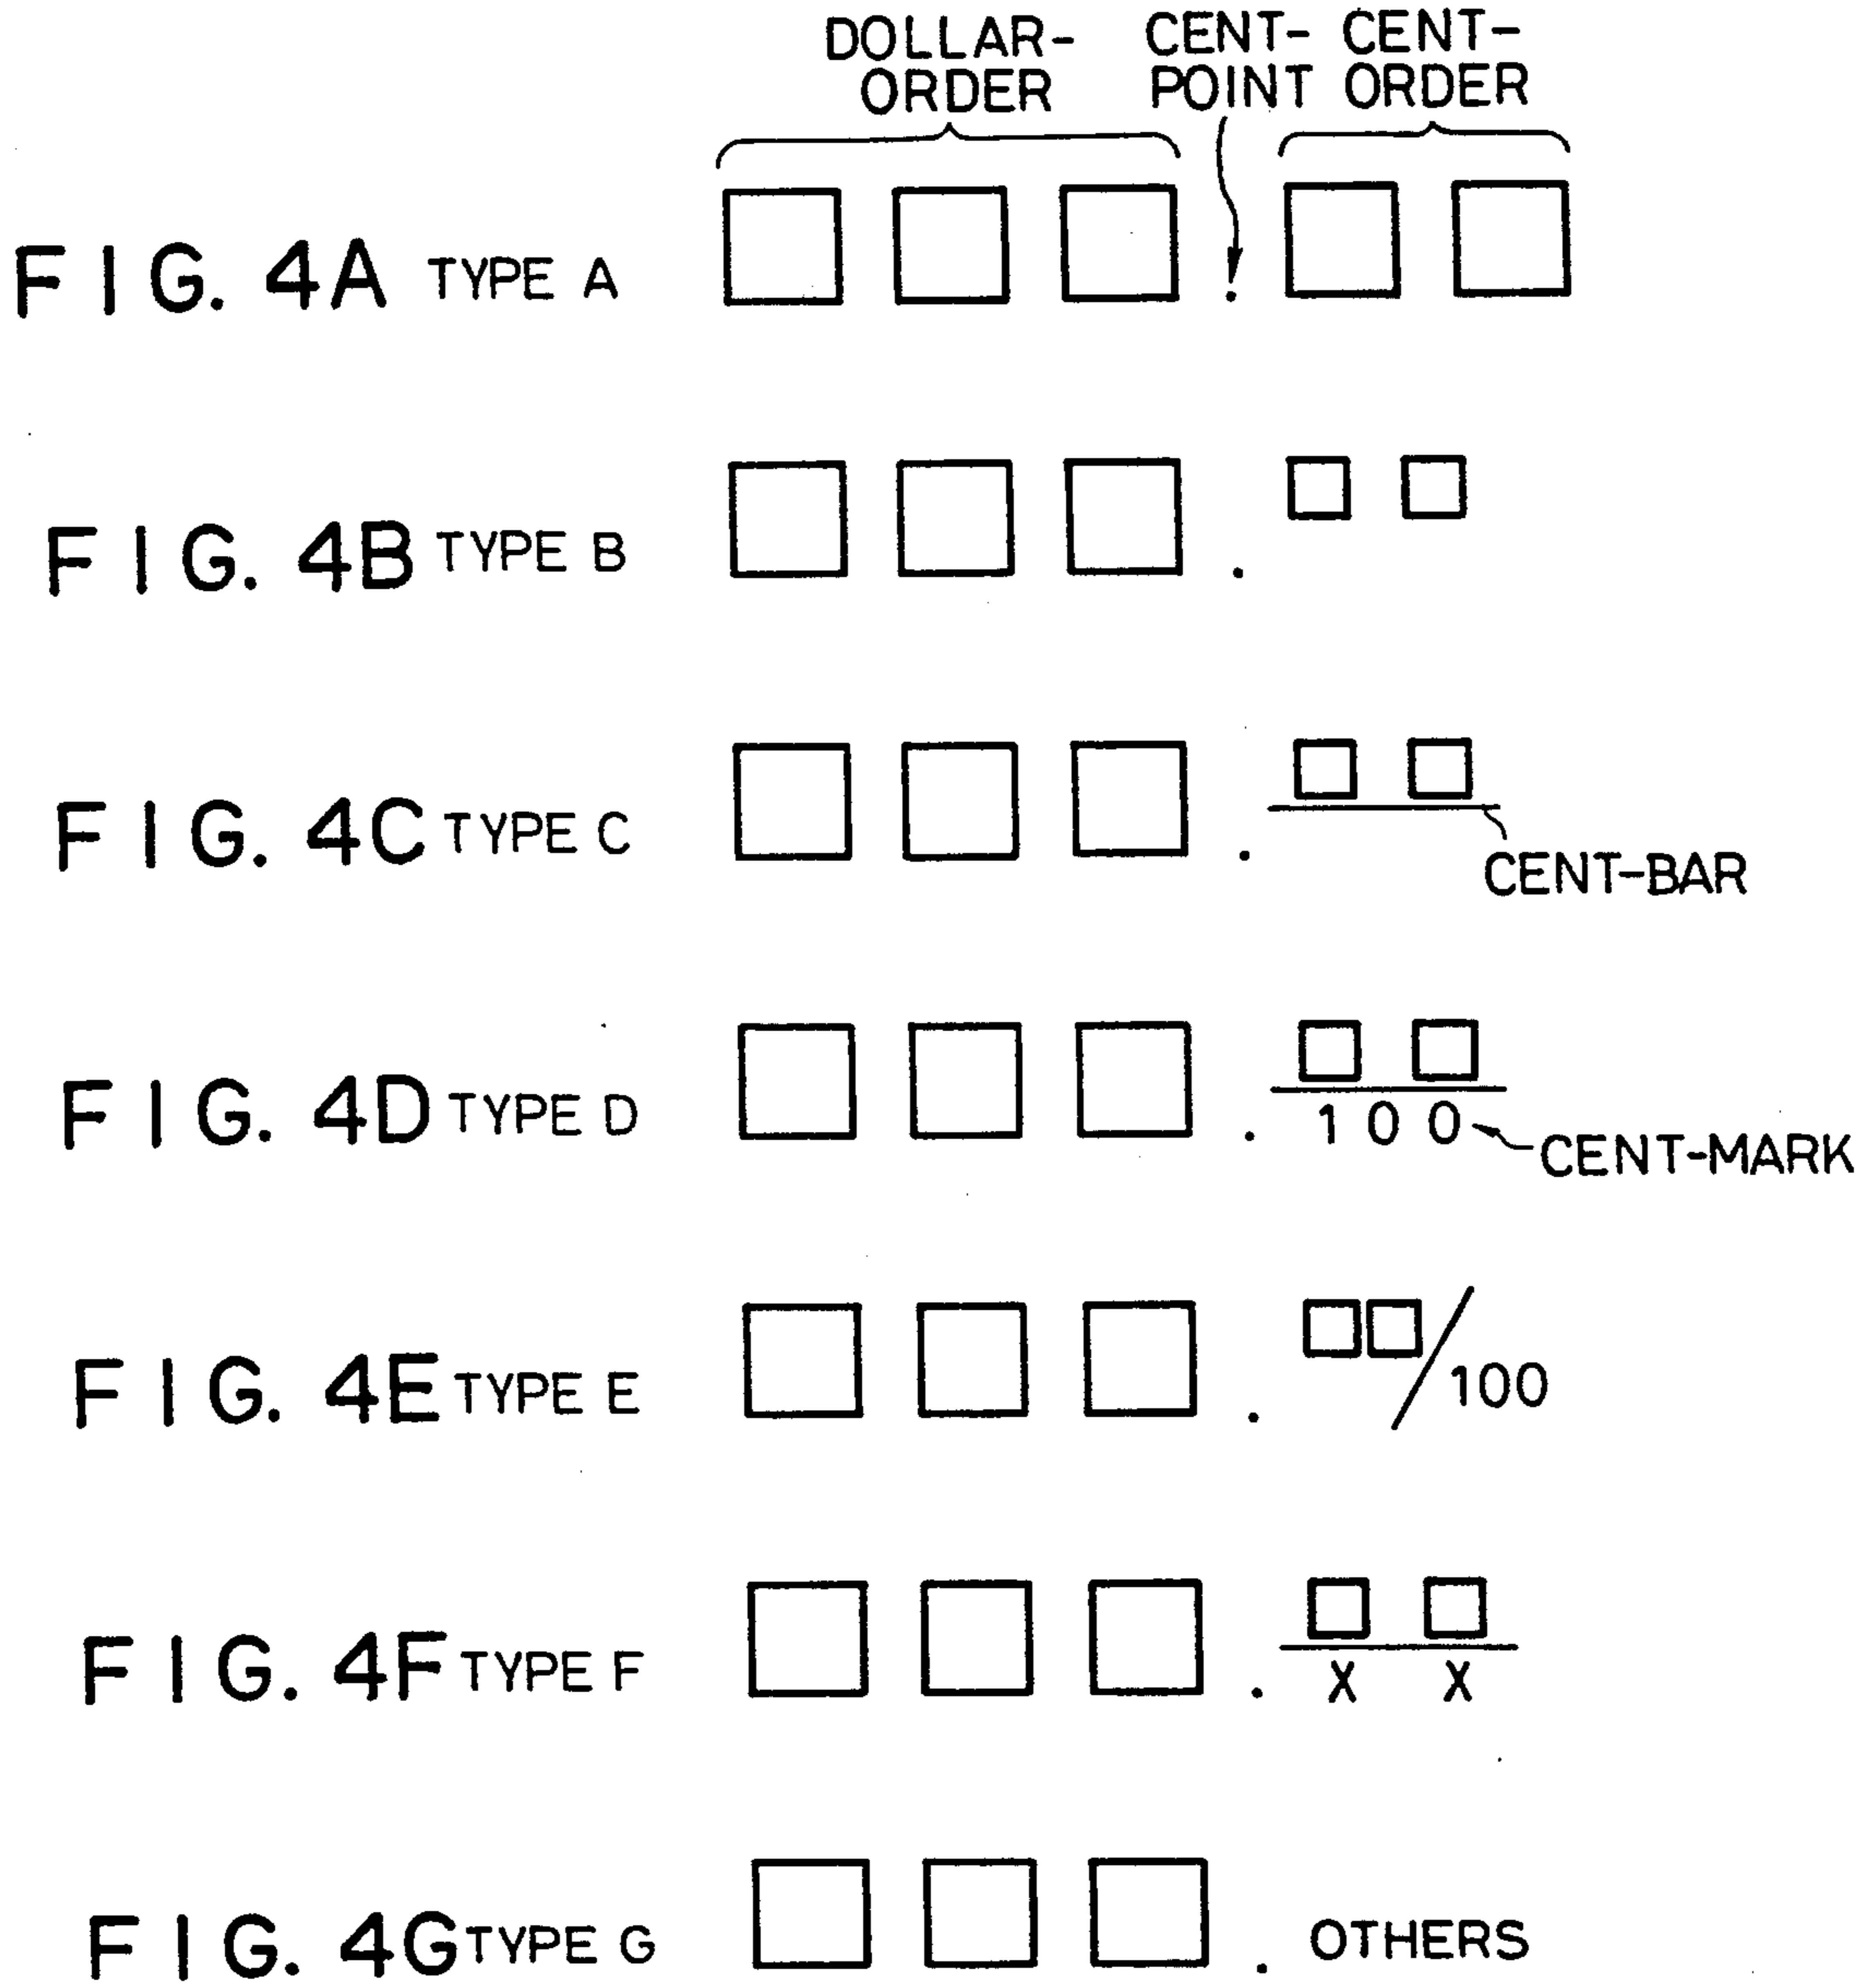 DOLLAR-ORDER CENT-POINT CENT-ORDER
FIG. 4A TYPE A .
FIG. 4B TYPE B .
FIG. 4C TYPE C .
CENT-BAR
FIG. 4D TYPE D . 100
CENT-MARK
FIG. 4E TYPE E . /100
FIG. 4F TYPE F . X X
FIG. 4G TYPE G . OTHERS